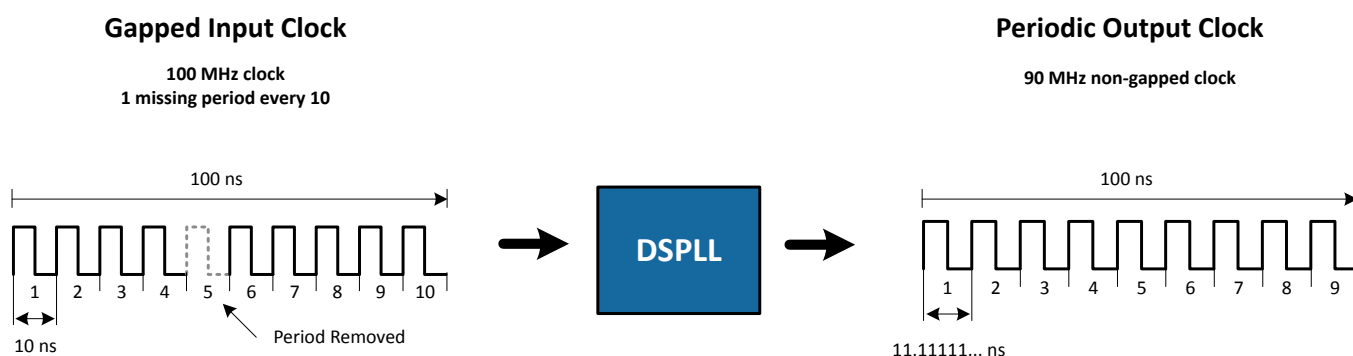 Gapped Input Clock
100 MHz clock
1 missing period every 10
100 ns
1 2 3 4 5 6 7 8 9 10
Period Removed
10 ns
DSPLL
Periodic Output Clock
90 MHz non-gapped clock
100 ns
1 2 3 4 5 6 7 8 9
11.11111... ns